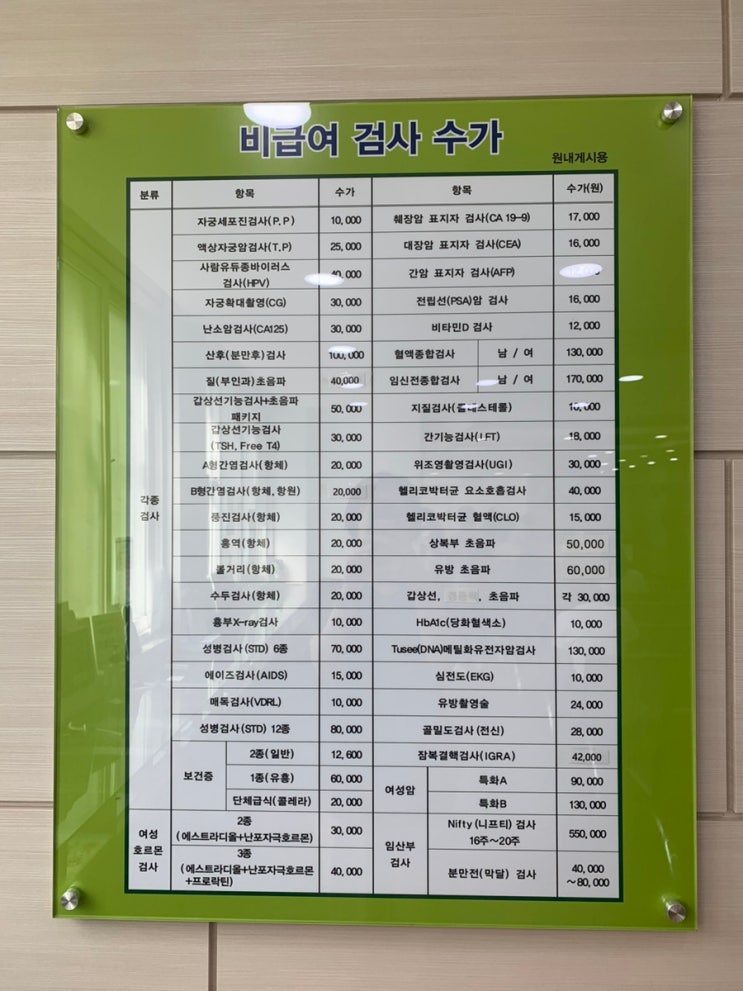 비급여 검사 수가
원내게시용
분류 항목 수가 항목 수가(원)
각종
검사
자궁세포진검사(P.P) 10,000
액상자궁암검사(T.P) 25,000
사람유듀종바이러스
검사(HPV)
자궁확대촬영(CG) 30,000
난소암검사(CA125) 30,000
산후(분만후)검사 100,000
질(부인과)초음파 40,000
갑상선기능검사+초음파
패키지 50,000
갑상선기능검사
(TSH, Free T4) 30,000
A형간염검사(항체) 20,000
B형간염검사(항체,항원) 20,000
풍진검사(항체) 20,000
홍역(항체) 20,000
볼거리(항체) 20,000
수두검사(항체) 20,000
흉부X-ray검사 10,000
성병검사(STD) 6종 70,000
에이즈검사(AIDS) 15,000
매독검사(VDRL) 10,000
성병검사(STD) 12종 80,000
보건증
2종(일반) 12,600
1종(유흥) 60,000
단체급식(콜레라) 20,000
여성
호르몬
검사
2종
(에스트라디올+난포자극호르몬) 30,000
3종
(에스트라디올+난포자극호르몬
+프로락틴) 40,000
췌장암 표지자 검사(CA 19-9) 17,000
대장암 표지자 검사(CEA) 16,000
간암 표지자 검사(AFP)
전립선(PSA)암 검사 16,000
비타민D 검사 12,000
혈액종합검사 남 / 여 130,000
임신전종합검사 남 / 여 170,000
지질검사(콜레스테롤)
간기능검사(LFT) 18,000
위조영촬영검사(UGI) 30,000
헬리코박터균 요소호흡검사 40,000
헬리코박터균 혈액(CLO) 15,000
상복부 초음파 50,000
유방 초음파 60,000
갑상선, , 초음파 각 30,000
HbA1c(당화혈색소) 10,000
Tusee(DNA)메틸화유전자암검사 130,000
심전도(EKG) 10,000
유방촬영술 24,000
골밀도검사(전신) 28,000
잠복결핵검사(IGRA) 42,000
여성암
특화A 90,000
특화B 130,000
임산부
검사
Nifty(니프티) 검사
16주~20주 550,000
분만전(막달) 검사 40,000
~80,000